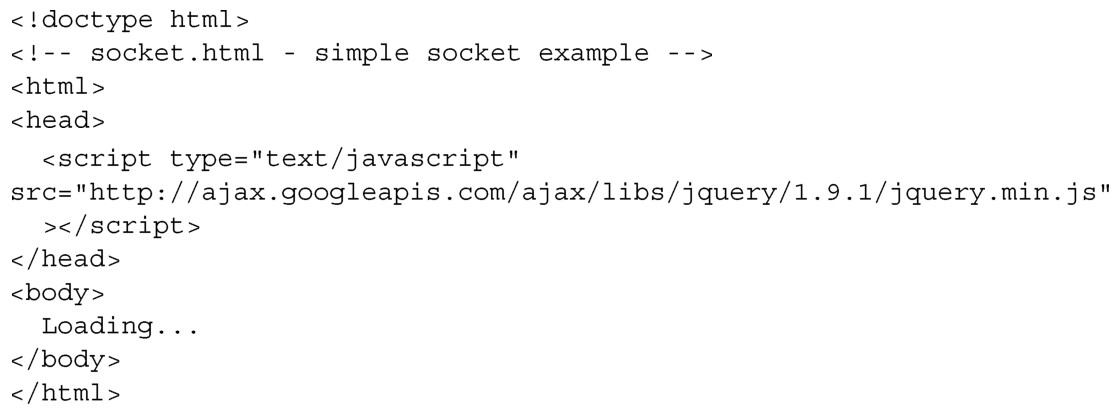 <!doctype html>
<!-- socket.html - simple socket example -->
<html>
<head>
  <script type="text/javascript"
src="http://ajax.googleapis.com/ajax/libs/jquery/1.9.1/jquery.min.js"
  ></script>
</head>
<body>
  Loading...
</body>
</html>